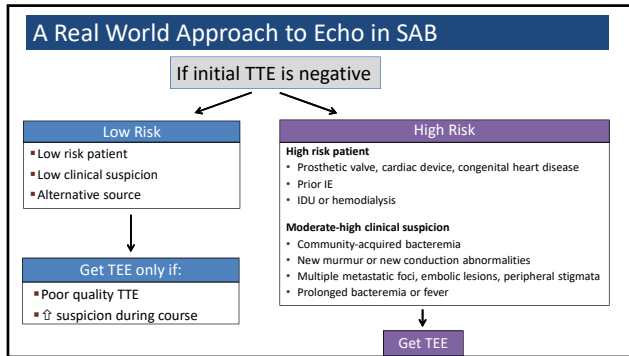 A Real World Approach to Echo in SAB
If initial TTE is negative
Low Risk
▪ Low risk patient
▪ Low clinical suspicion
▪ Alternative source
Get TEE only if:
▪ Poor quality TTE
▪ ⇧ suspicion during course
High Risk
High risk patient
• Prosthetic valve, cardiac device, congenital heart disease
• Prior IE
• IDU or hemodialysis
Moderate-high clinical suspicion
• Community-acquired bacteremia
• New murmur or new conduction abnormalities
• Multiple metastatic foci, embolic lesions, peripheral stigmata
• Prolonged bacteremia or fever
Get TEE